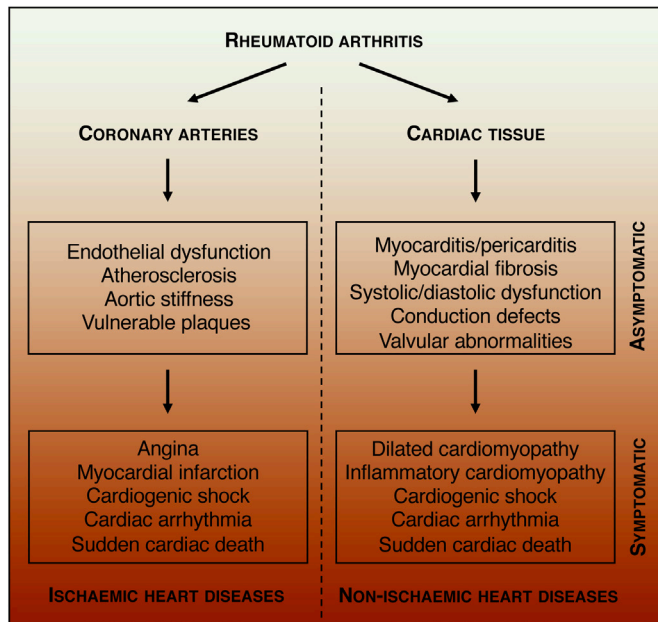 RHEUMATOID ARTHRITIS
CORONARY ARTERIES
CARDIAC TISSUE
Endothelial dysfunction
Atherosclerosis
Aortic stiffness
Vulnerable plaques
Myocarditis/pericarditis
Myocardial fibrosis
Systolic/diastolic dysfunction
Conduction defects
Valvular abnormalities
ASYMPTOMATIC
Angina
Myocardial infarction
Cardiogenic shock
Cardiac arrhythmia
Sudden cardiac death
Dilated cardiomyopathy
Inflammatory cardiomyopathy
Cardiogenic shock
Cardiac arrhythmia
Sudden cardiac death
SYMPTOMATIC
ISCHAEMIC HEART DISEASES
NON-ISCHAEMIC HEART DISEASES